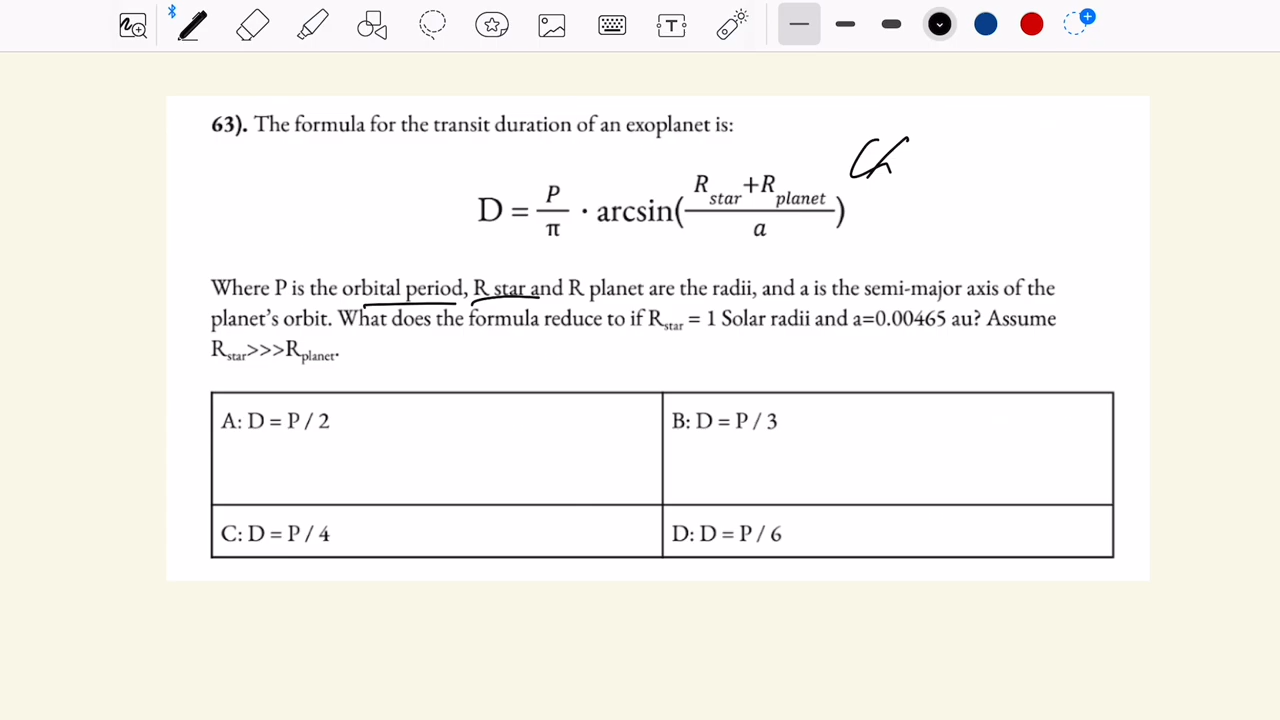 63). The formula for the transit duration of an exoplanet is:
D = P/π · arcsin((R_star + R_planet)/a)
Where P is the orbital period, R star and R planet are the radii, and a is the semi-major axis of the
planet's orbit. What does the formula reduce to if R_star = 1 Solar radii and a=0.00465 au? Assume
R_star>>>R_planet.
A: D = P / 2
B: D = P / 3
C: D = P / 4
D: D = P / 6